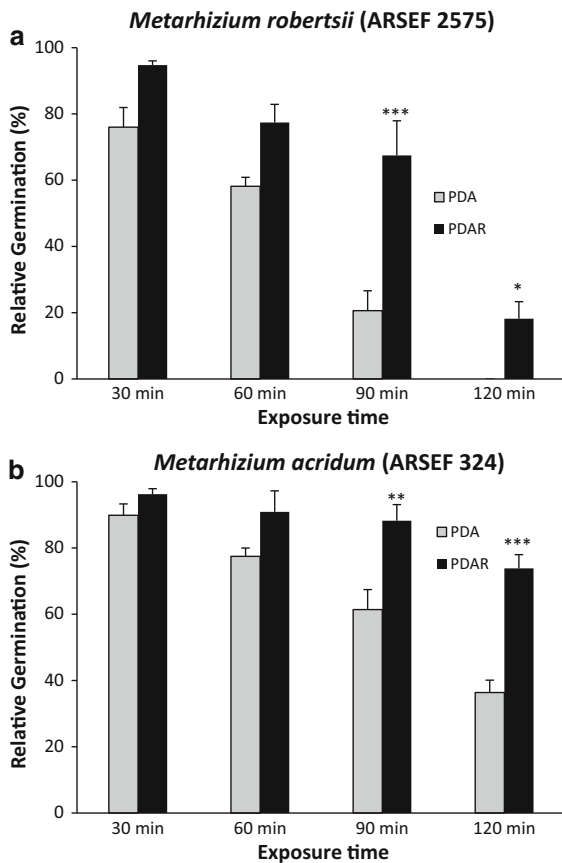 a
Metarhizium robertsii (ARSEF 2575)
Relative Germination (%)
100
80
60
40
20
0
***
*
PDA
PDAR
30 min 60 min 90 min 120 min
Exposure time
b
Metarhizium acridum (ARSEF 324)
Relative Germination (%)
100
80
60
40
20
0
**
***
PDA
PDAR
30 min 60 min 90 min 120 min
Exposure time